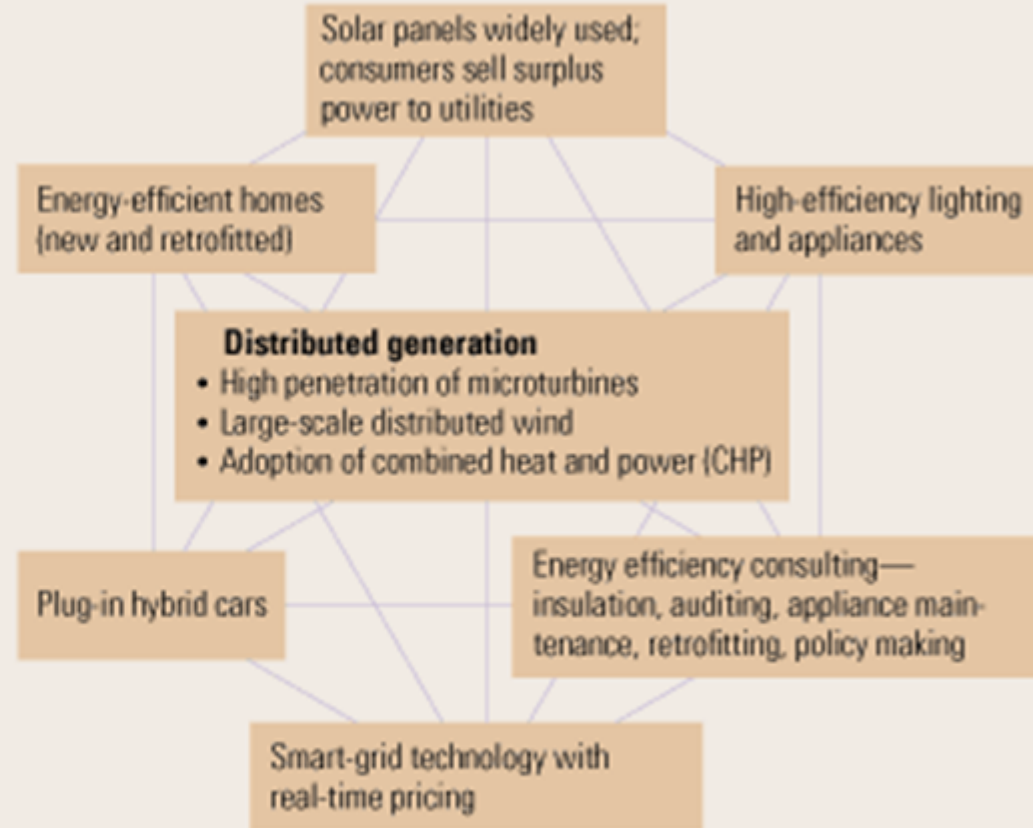 Solar panels widely used;
consumers sell surplus
power to utilities
Energy-efficient homes
(new and retrofitted)
High-efficiency lighting
and appliances
Distributed generation
• High penetration of microturbines
• Large-scale distributed wind
• Adoption of combined heat and power (CHP)
Plug-in hybrid cars
Energy efficiency consulting—
insulation, auditing, appliance main-
tenance, retrofitting, policy making
Smart-grid technology with
real-time pricing